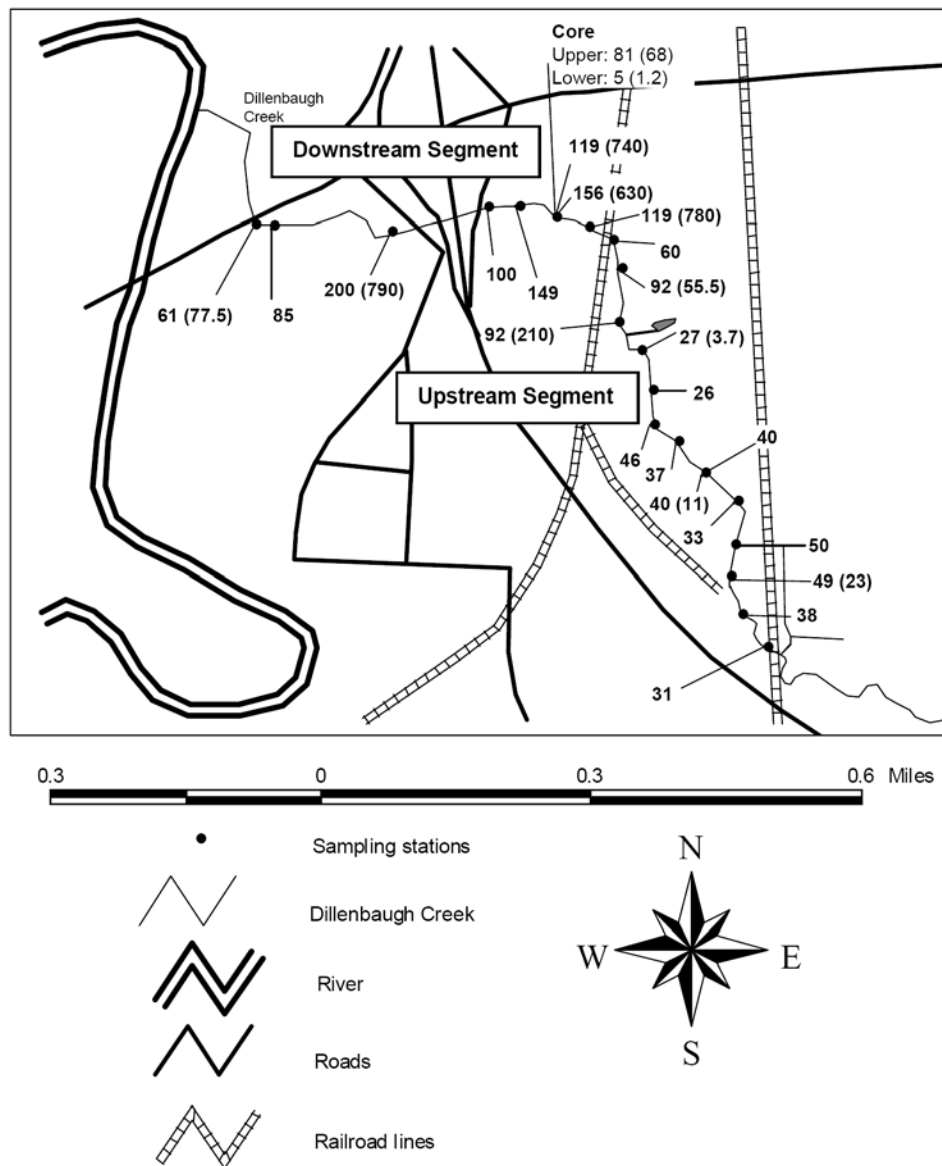 Core
Upper: 81 (68)
Lower: 5 (1.2)
Dillenbaugh
Creek
Downstream Segment
119 (740)
156 (630)
119 (780)
60
100
149
92 (55.5)
200 (790)
61 (77.5)
85
92 (210)
27 (3.7)
Upstream Segment
26
46
37
40
40 (11)
33
50
49 (23)
38
31
0.3
0
0.3
0.6
Miles
Sampling stations
Dillenbaugh Creek
River
Roads
Railroad lines
N
W
E
S